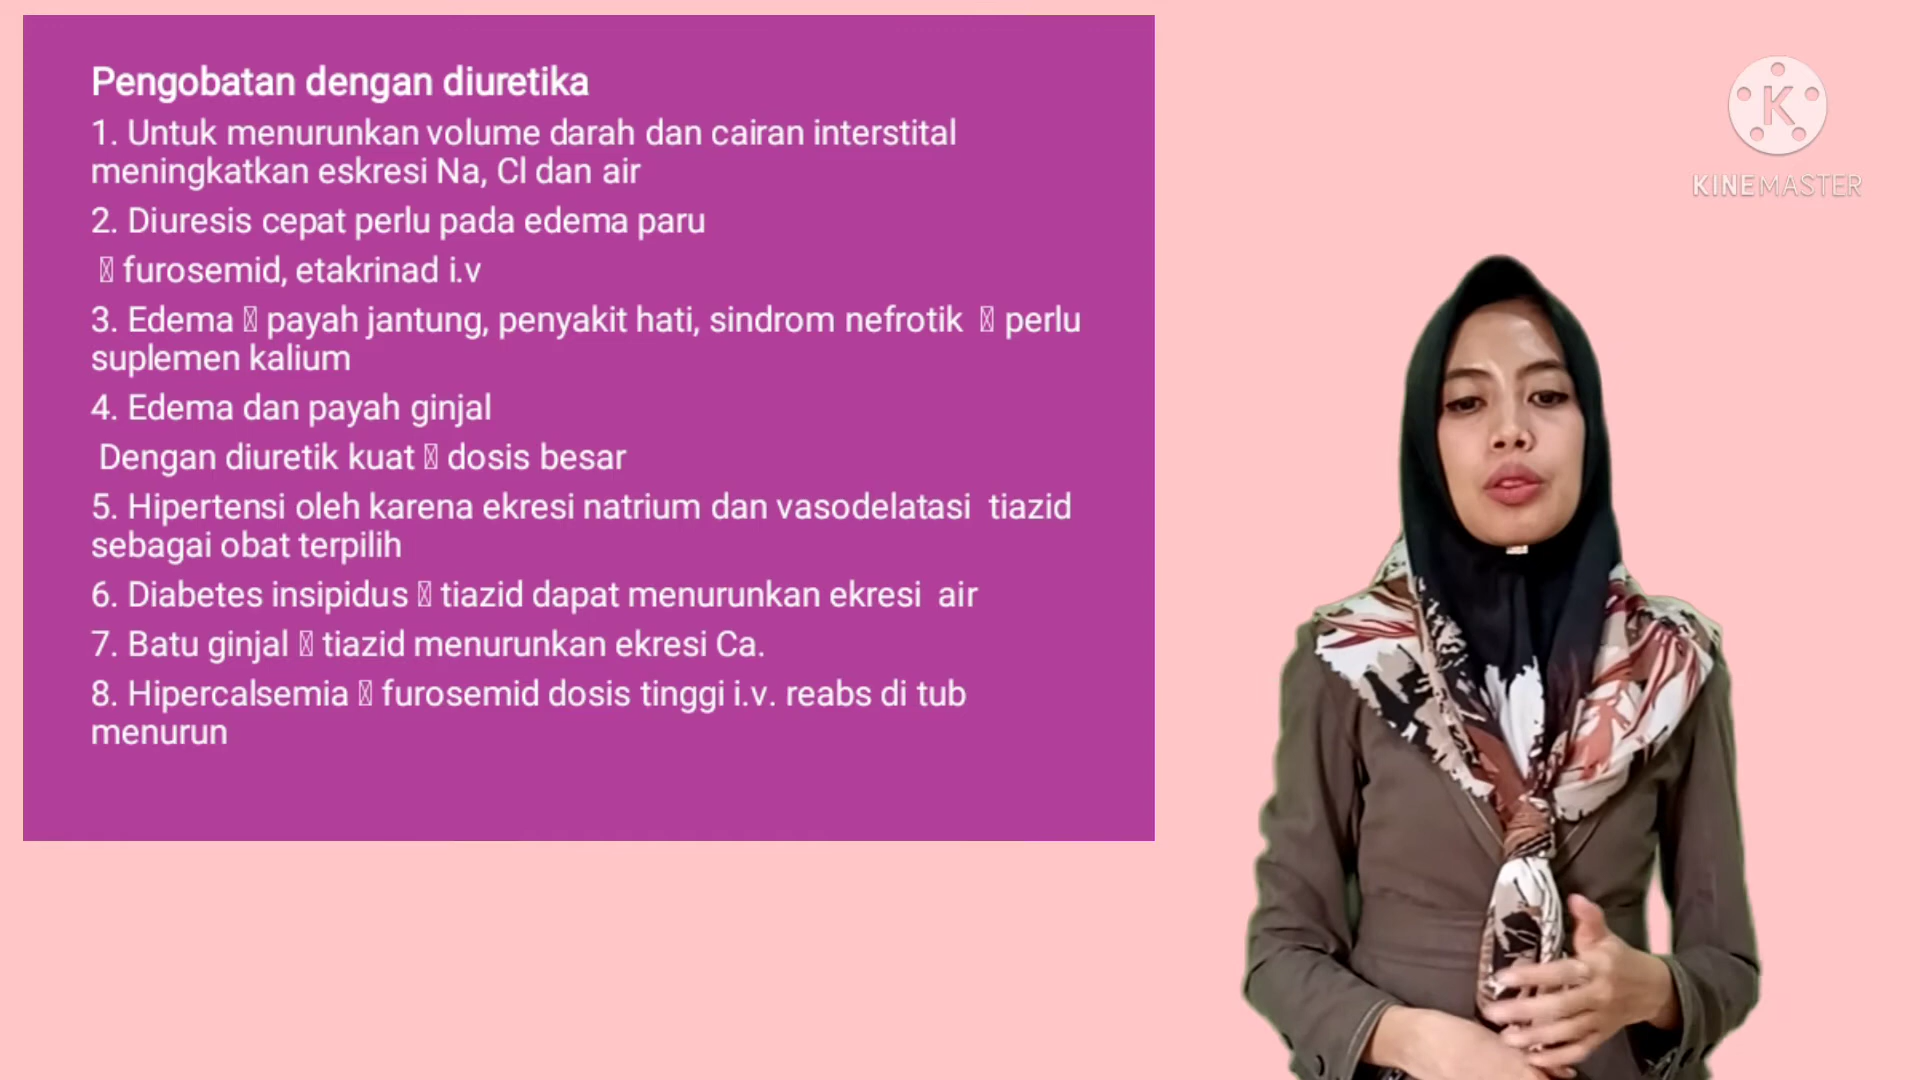 Pengobatan dengan diuretika
1. Untuk menurunkan volume darah dan cairan interstital
meningkatkan eskresi Na, Cl dan air
2. Diuresis cepat perlu pada edema paru
furosemid, etakrinad i.v
3. Edema payah jantung, penyakit hati, sindrom nefrotik perlu
suplemen kalium
4. Edema dan payah ginjal
Dengan diuretik kuat dosis besar
5. Hipertensi oleh karena ekresi natrium dan vasodelatasi tiazid
sebagai obat terpilih
6. Diabetes insipidus tiazid dapat menurunkan ekresi air
7. Batu ginjal tiazid menurunkan ekresi Ca.
8. Hipercalsemia furosemid dosis tinggi i.v. reabs di tub
menurun
K
KINEMASTER